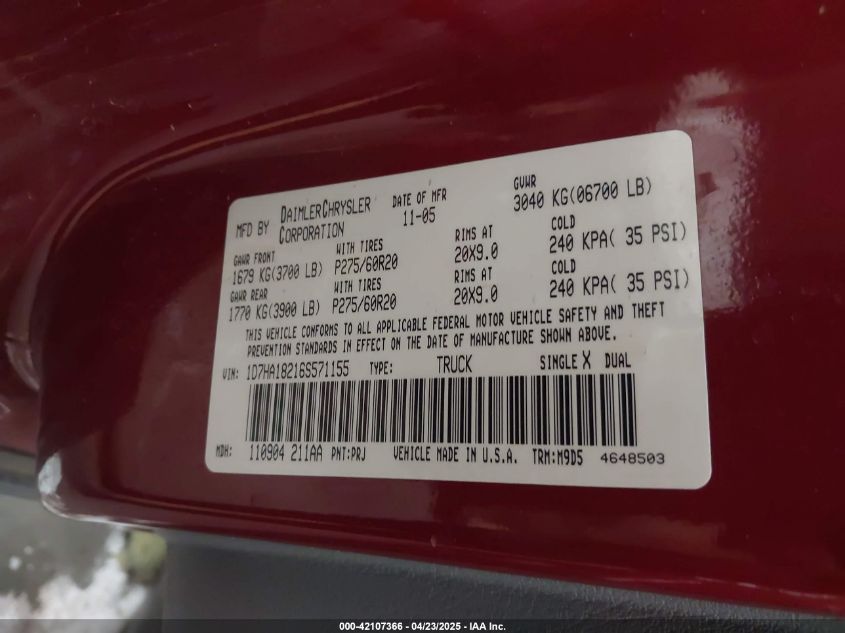 MFD BY DAIMLERCHRYSLER CORPORATION DATE OF MFR 11-05 GVWR 3040 KG(06700 LB)
GAWR FRONT WITH TIRES RIMS AT COLD
1679 KG(3700 LB) P275/60R20 20X9.0 240 KPA( 35 PSI)
GAWR REAR WITH TIRES RIMS AT COLD
1770 KG(3900 LB) P275/60R20 20X9.0 240 KPA( 35 PSI)
THIS VEHICLE CONFORMS TO ALL APPLICABLE FEDERAL MOTOR VEHICLE SAFETY AND THEFT
PREVENTION STANDARDS IN EFFECT ON THE DATE OF MANUFACTURE SHOWN ABOVE.
VIN: 1D7HA18216S571155 TYPE: TRUCK SINGLE X DUAL
MDH: 110904 211AA PNT:PRJ VEHICLE MADE IN U.S.A. TRM:M9D5 4648503
000-42107366 - 04/23/2025 - IAA Inc.